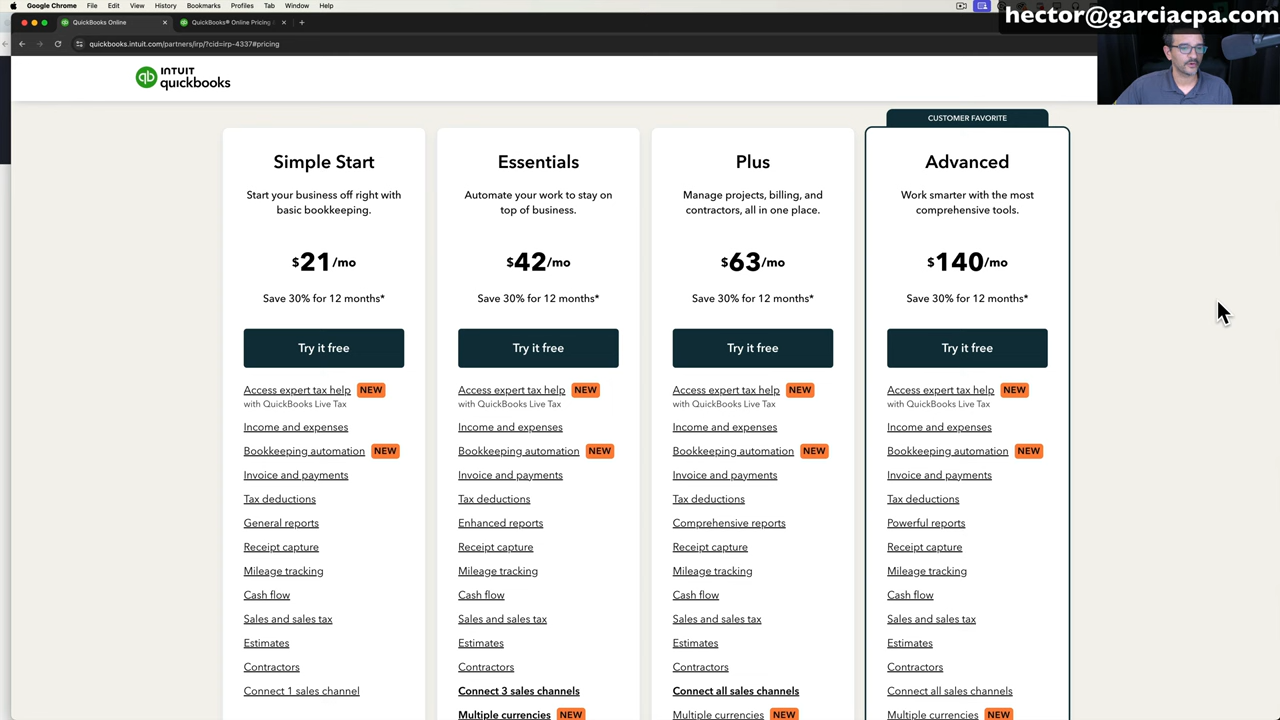 Google Chrome File Edit View History Bookmarks Profiles Tab Window Help
hector@garciacpa.com
QuickBooks Online
QuickBooks® Online Pricing
quickbooks.intuit.com/partners/irp/?cid=irp-4337#pricing
qb INTUIT
quickbooks
CUSTOMER FAVORITE
Simple Start
Start your business off right with
basic bookkeeping.
$21/mo
Save 30% for 12 months*
Try it free
Access expert tax help NEW
with QuickBooks Live Tax
Income and expenses
Bookkeeping automation NEW
Invoice and payments
Tax deductions
General reports
Receipt capture
Mileage tracking
Cash flow
Sales and sales tax
Estimates
Contractors
Connect 1 sales channel
Essentials
Automate your work to stay on
top of business.
$42/mo
Save 30% for 12 months*
Try it free
Access expert tax help NEW
with QuickBooks Live Tax
Income and expenses
Bookkeeping automation NEW
Invoice and payments
Tax deductions
Enhanced reports
Receipt capture
Mileage tracking
Cash flow
Sales and sales tax
Estimates
Contractors
Connect 3 sales channels
Multiple currencies NEW
Plus
Manage projects, billing, and
contractors, all in one place.
$63/mo
Save 30% for 12 months*
Try it free
Access expert tax help NEW
with QuickBooks Live Tax
Income and expenses
Bookkeeping automation NEW
Invoice and payments
Tax deductions
Comprehensive reports
Receipt capture
Mileage tracking
Cash flow
Sales and sales tax
Estimates
Contractors
Connect all sales channels
Multiple currencies NEW
Advanced
Work smarter with the most
comprehensive tools.
$140/mo
Save 30% for 12 months*
Try it free
Access expert tax help NEW
with QuickBooks Live Tax
Income and expenses
Bookkeeping automation NEW
Invoice and payments
Tax deductions
Powerful reports
Receipt capture
Mileage tracking
Cash flow
Sales and sales tax
Estimates
Contractors
Connect all sales channels
Multiple currencies NEW